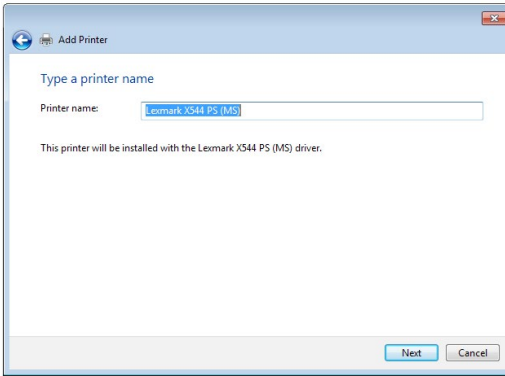 Add Printer
Type a printer name
Printer name: Lexmark X544 PS (MS)
This printer will be installed with the Lexmark X544 PS (MS) driver.
Next Cancel